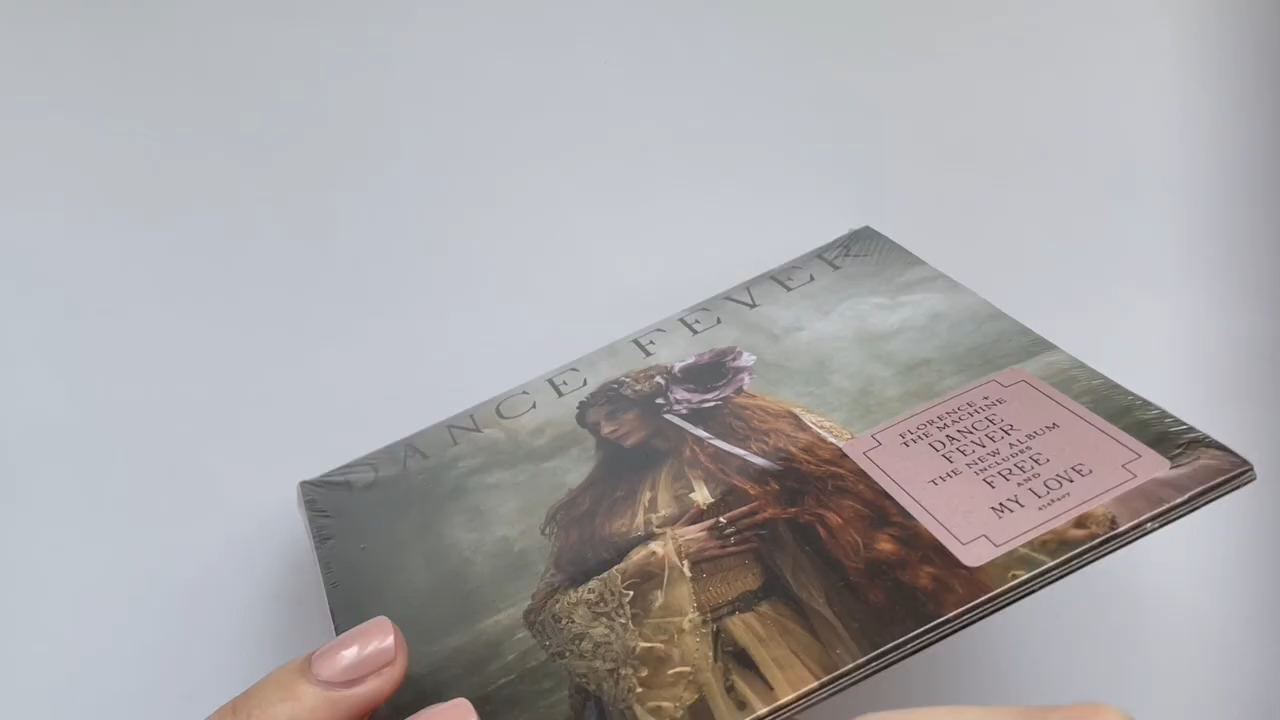 DANCE FEVER
FLORENCE +
THE MACHINE
DANCE
FEVER
THE NEW ALBUM
INCLUDES
FREE
AND
MY LOVE